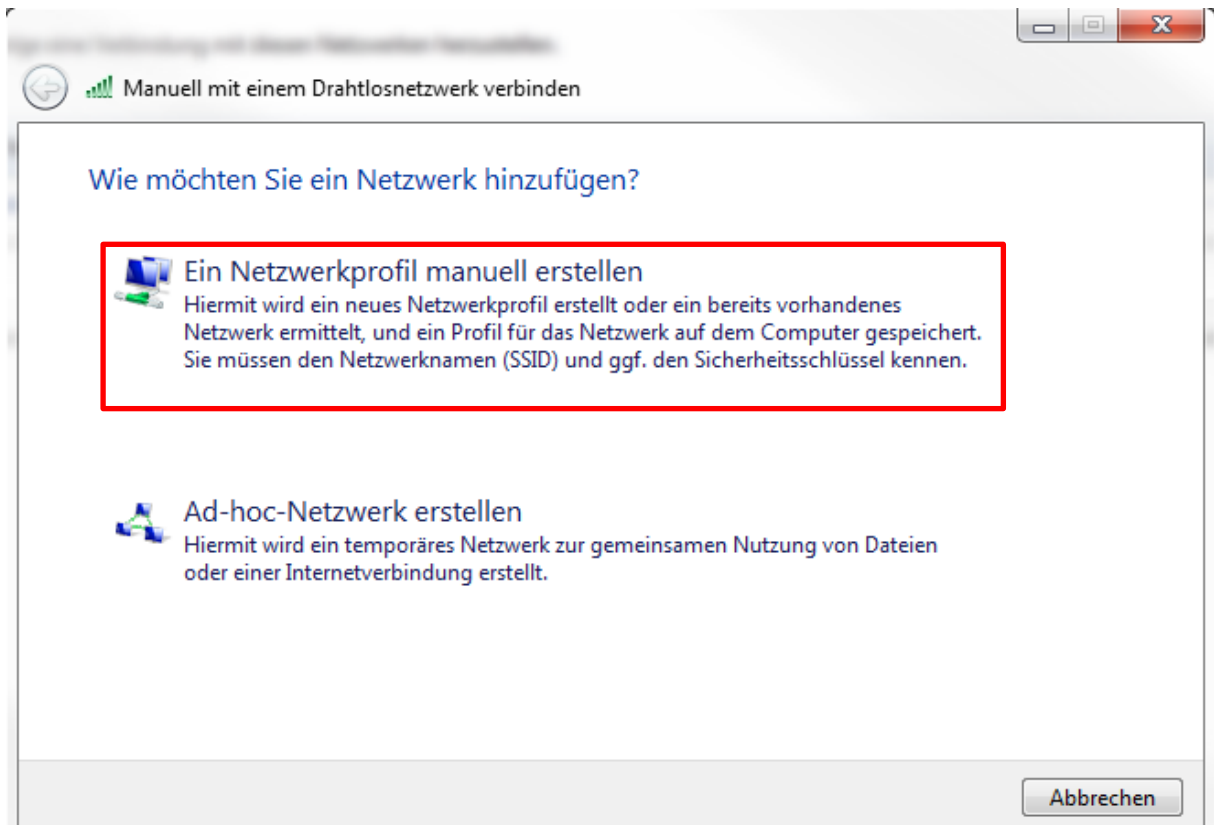 Manuell mit einem Drahtlosnetzwerk verbinden
Wie möchten Sie ein Netzwerk hinzufügen?
Ein Netzwerkprofil manuell erstellen
Hiermit wird ein neues Netzwerkprofil erstellt oder ein bereits vorhandenes
Netzwerk ermittelt, und ein Profil für das Netzwerk auf dem Computer gespeichert.
Sie müssen den Netzwerknamen (SSID) und ggf. den Sicherheitsschlüssel kennen.
Ad-hoc-Netzwerk erstellen
Hiermit wird ein temporäres Netzwerk zur gemeinsamen Nutzung von Dateien
oder einer Internetverbindung erstellt.
Abbrechen